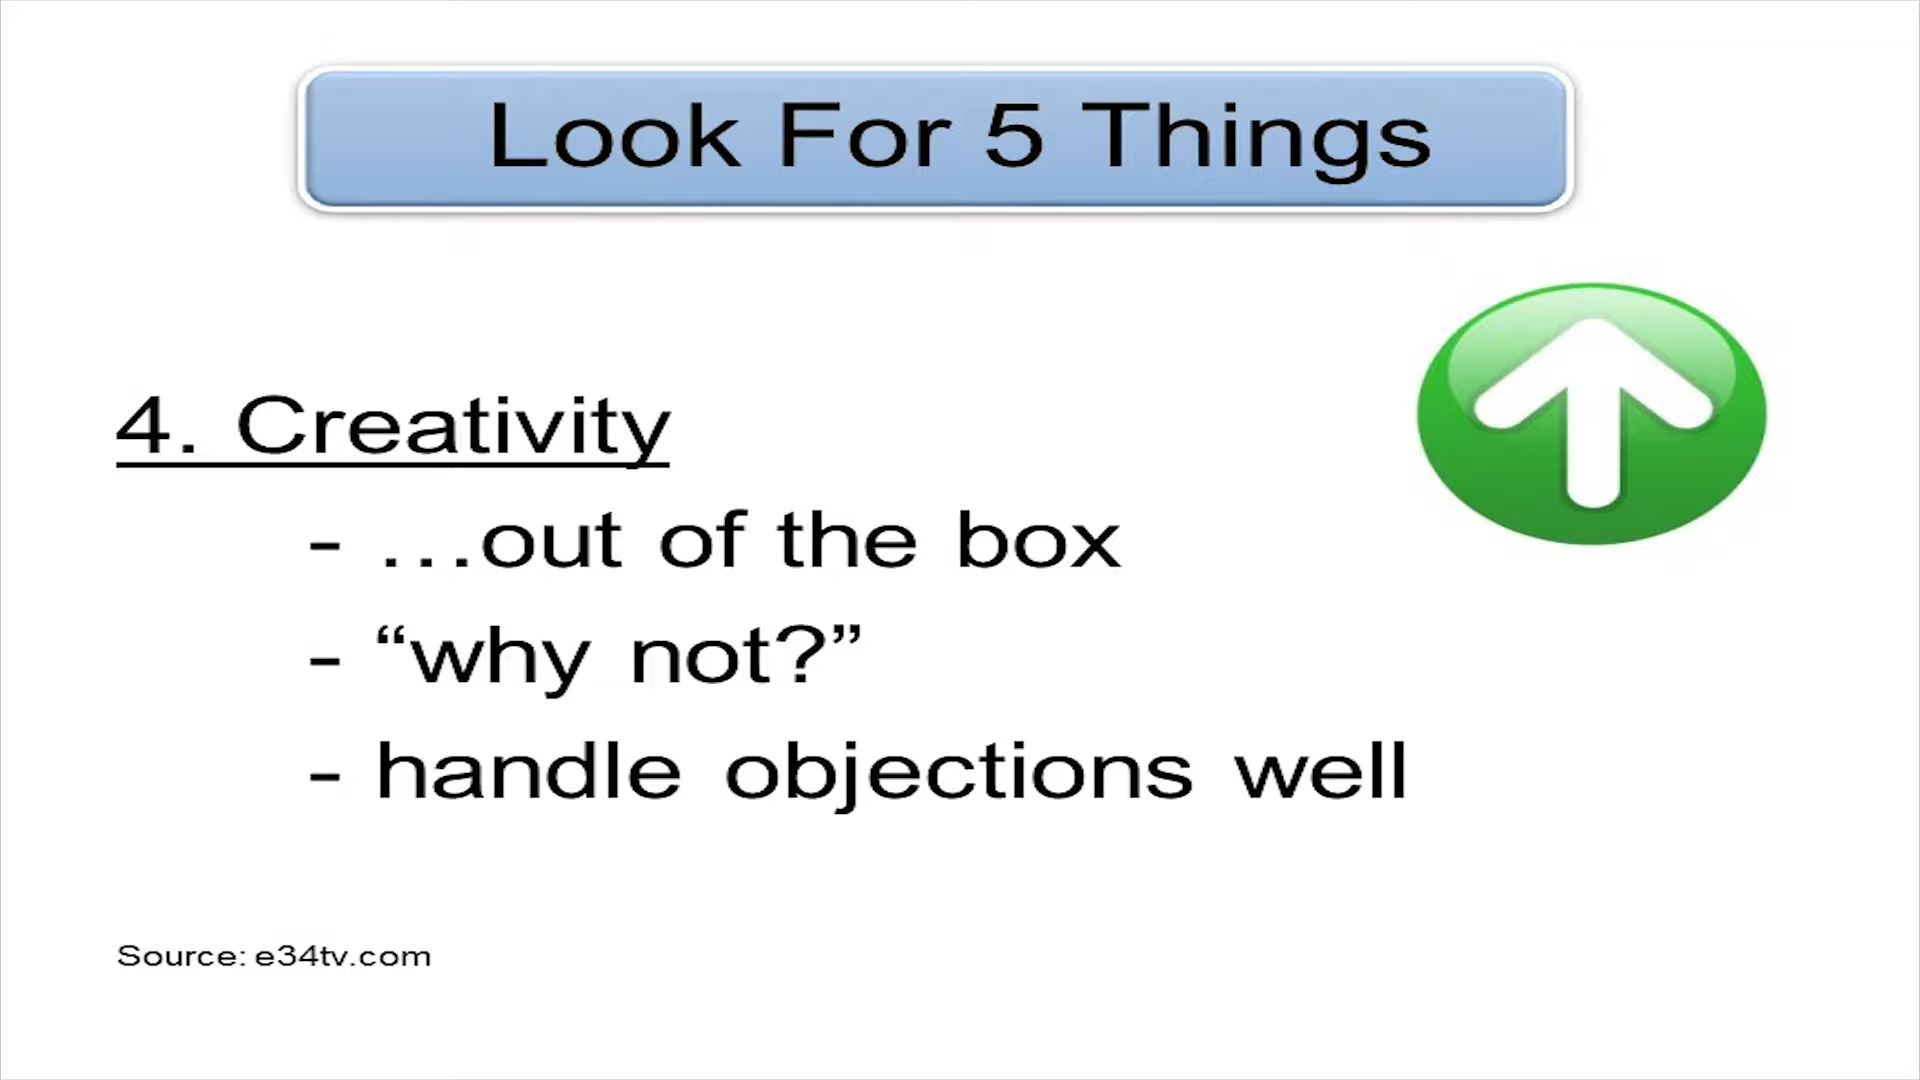 Look For 5 Things
4. Creativity
- …out of the box
- “why not?”
- handle objections well
Source: e34tv.com